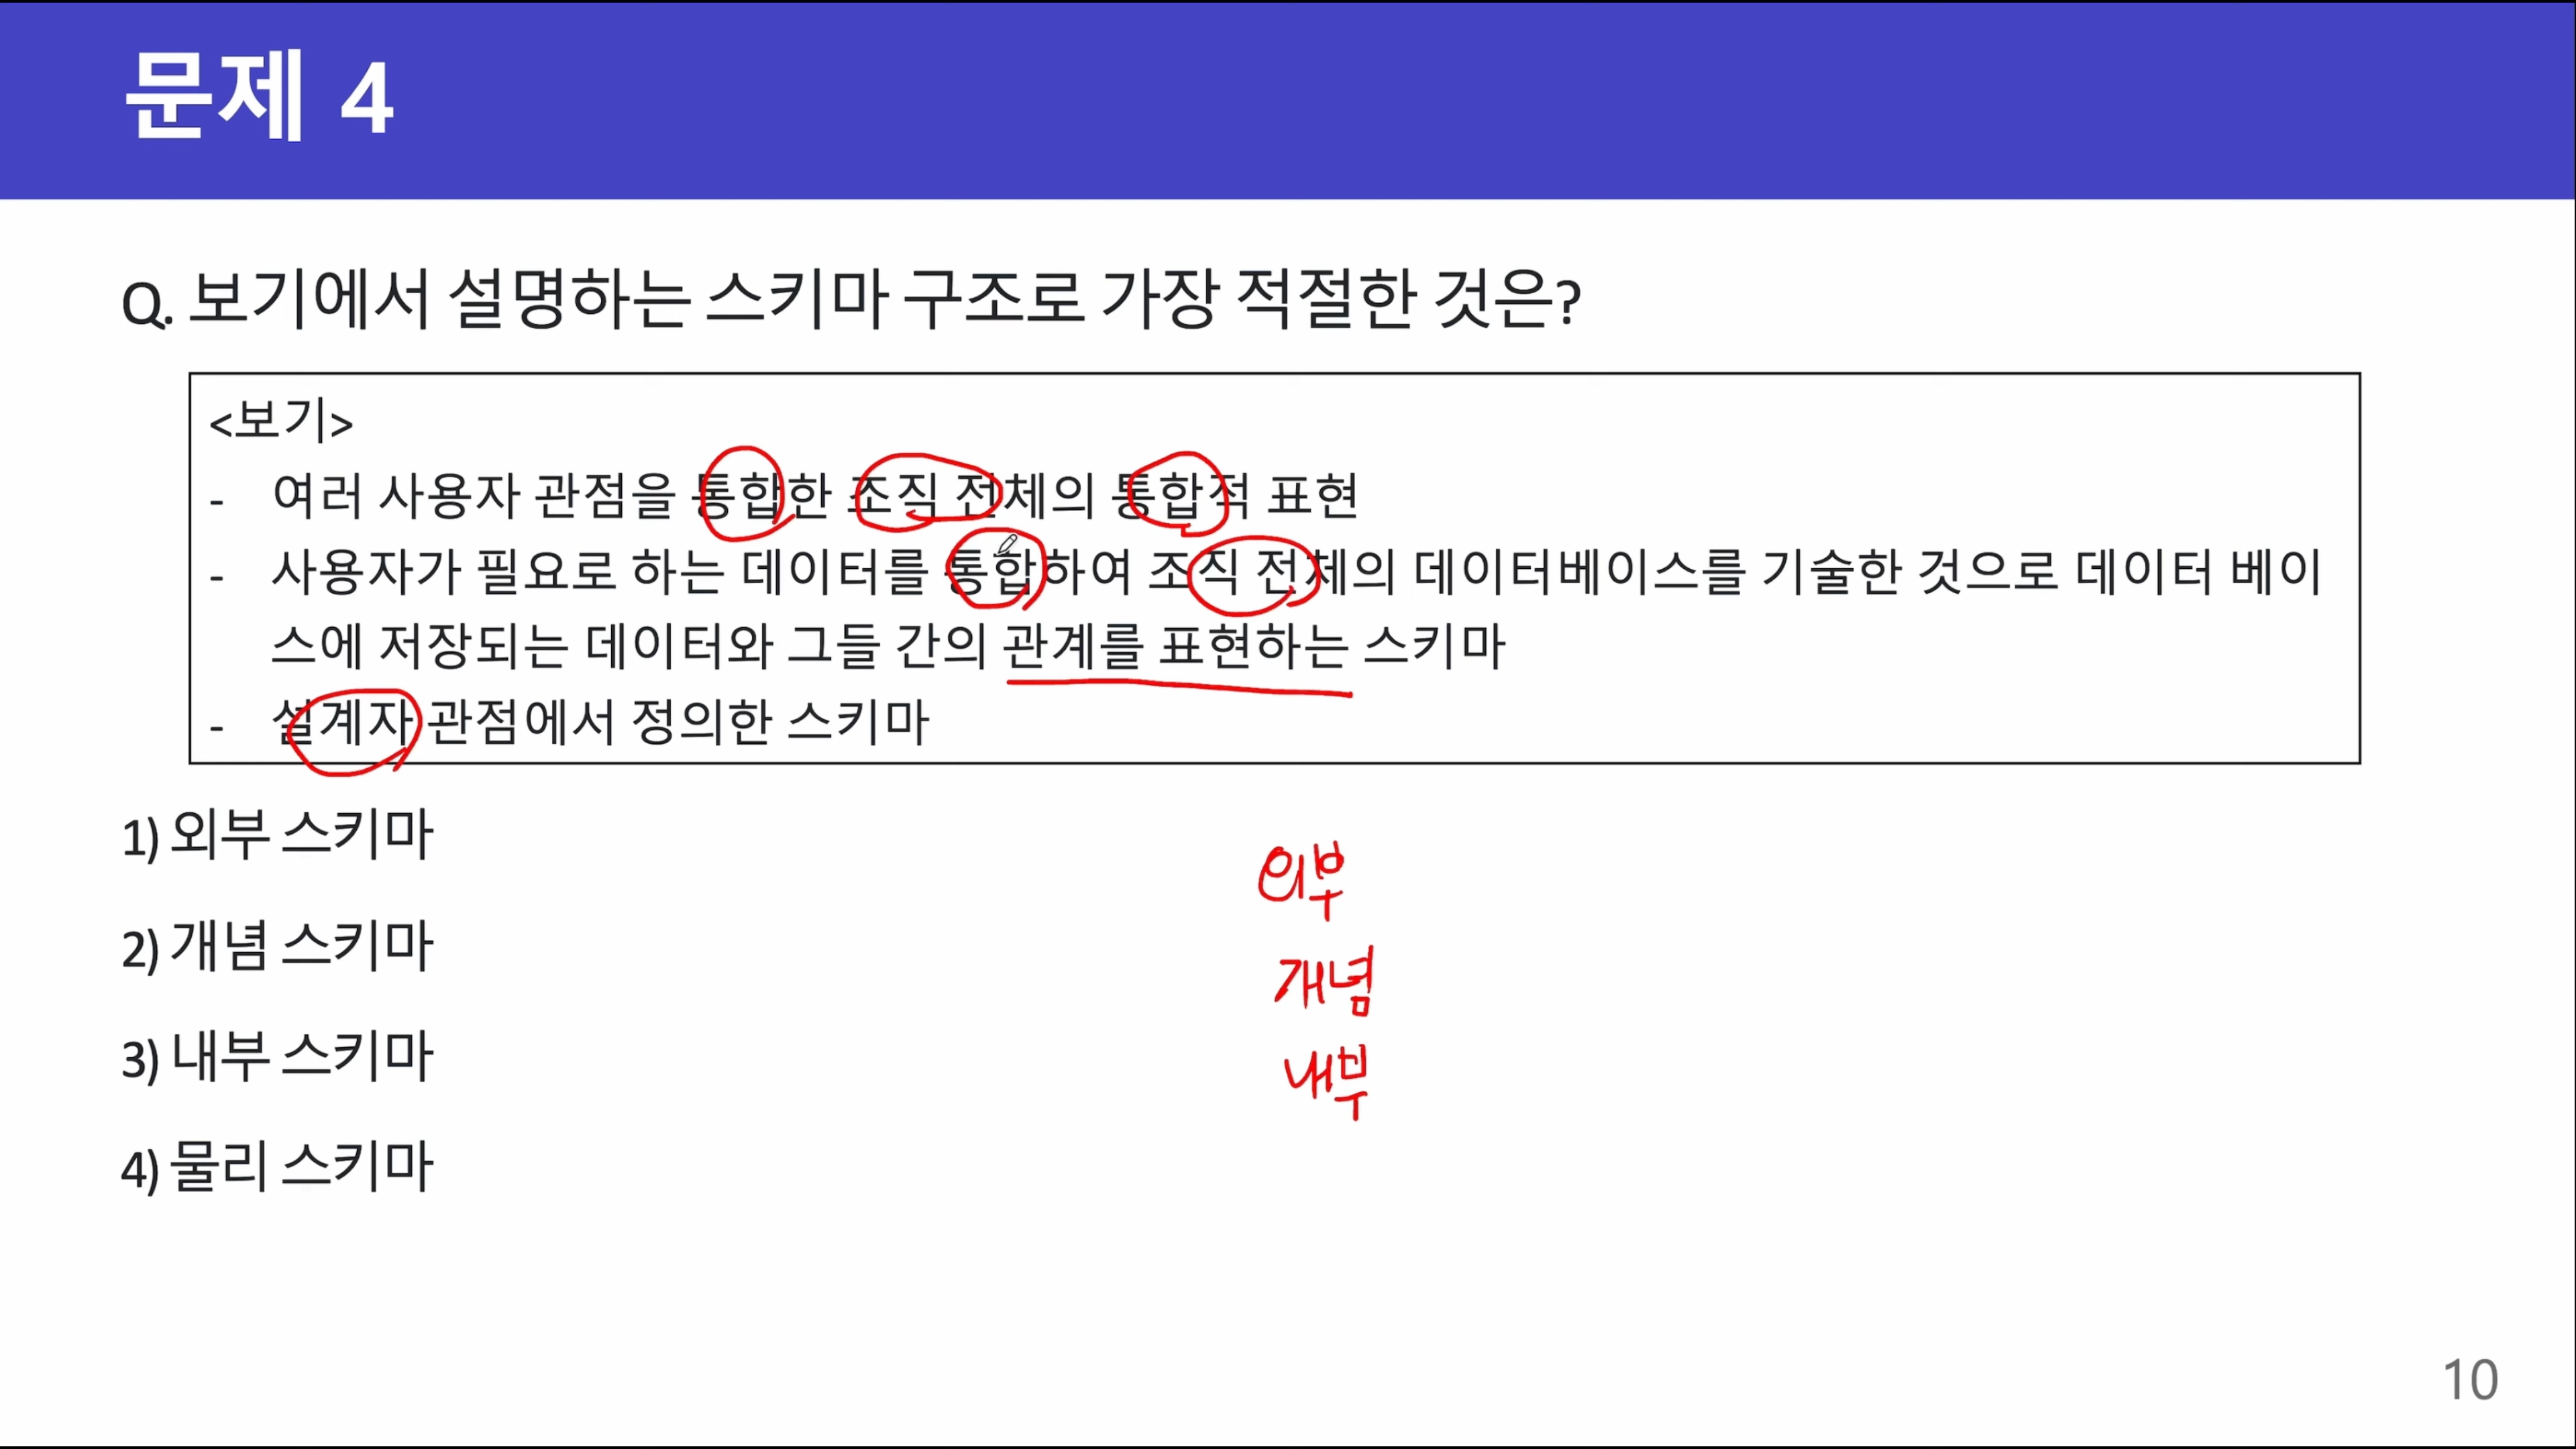 문제 4
Q. 보기에서 설명하는 스키마 구조로 가장 적절한 것은?
<보기>
- 여러 사용자 관점을 통합한 조직 전체의 통합적 표현
- 사용자가 필요로 하는 데이터를 통합하여 조직 전체의 데이터베이스를 기술한 것으로 데이터 베이
스에 저장되는 데이터와 그들 간의 관계를 표현하는 스키마
- 설계자 관점에서 정의한 스키마
1) 외부 스키마
2) 개념 스키마
3) 내부 스키마
4) 물리 스키마
외부
개념
내부
10